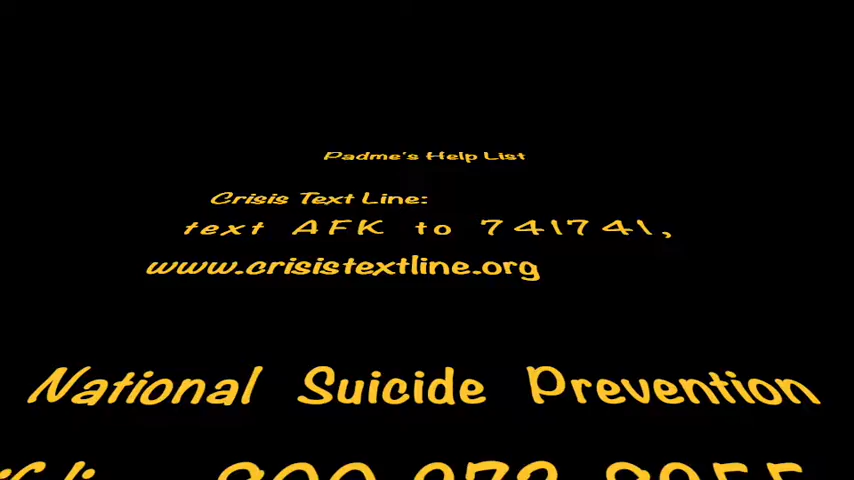 Padme's Help List
Crisis Text Line:
text AFK to 741741,
www.crisistextline.org
National Suicide Prevention